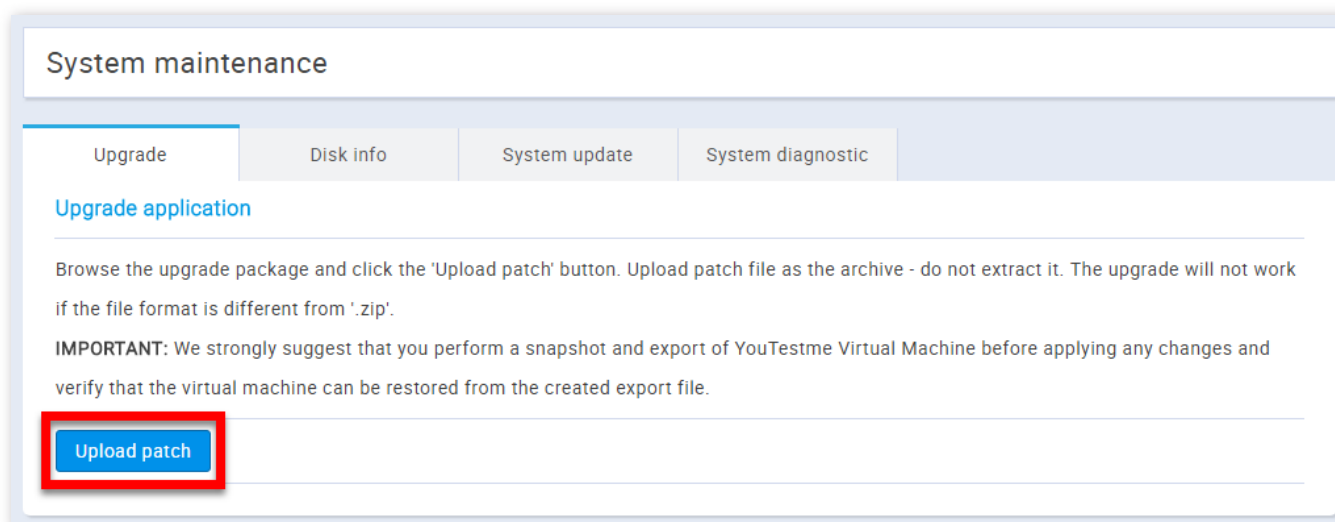 System maintenance
Upgrade
Disk info
System update
System diagnostic
Upgrade application
Browse the upgrade package and click the 'Upload patch' button. Upload patch file as the archive - do not extract it. The upgrade will not work
if the file format is different from '.zip'.
IMPORTANT: We strongly suggest that you perform a snapshot and export of YouTestme Virtual Machine before applying any changes and
verify that the virtual machine can be restored from the created export file.
Upload patch